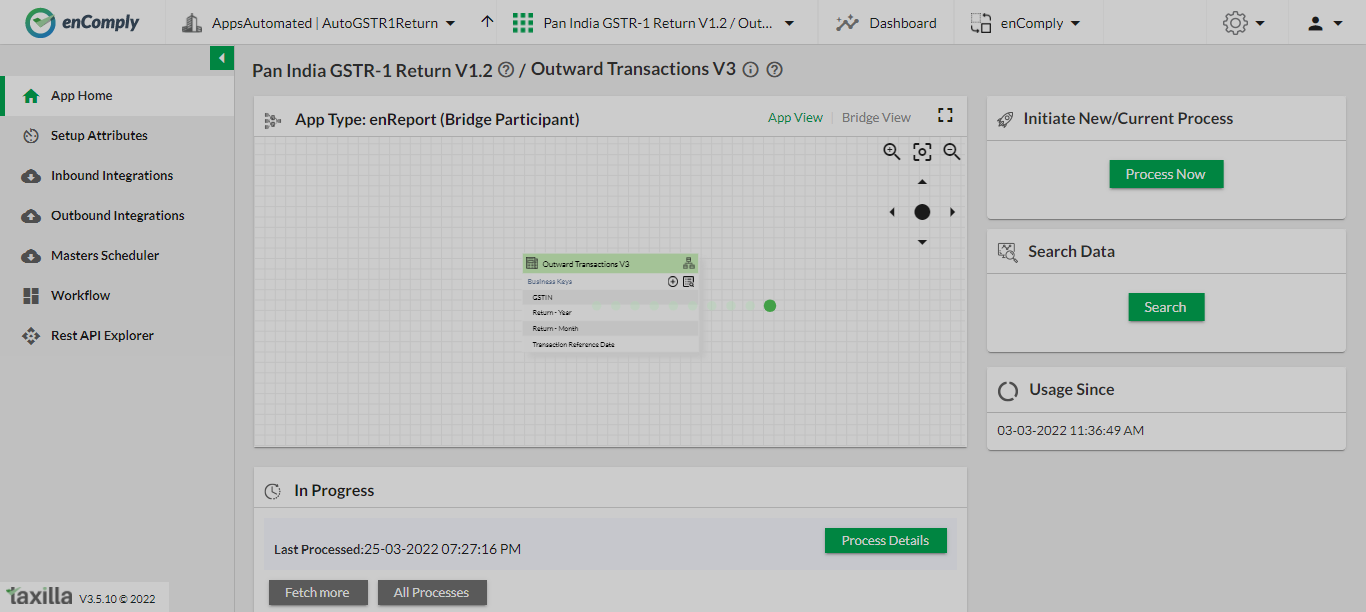 enComply
AppsAutomated | AutoGSTR1Return
Pan India GSTR-1 Return V1.2 / Out...
Dashboard
enComply
Pan India GSTR-1 Return V1.2 / Outward Transactions V3
App Home
Setup Attributes
Inbound Integrations
Outbound Integrations
Masters Scheduler
Workflow
Rest API Explorer
App Type: enReport (Bridge Participant)
App View
Bridge View
Outward Transactions V3
Business Keys
GSTIN
Return - Year
Return - Month
Transaction Reference Date
Initiate New/Current Process
Process Now
Search Data
Search
Usage Since
03-03-2022 11:36:49 AM
In Progress
Last Processed:25-03-2022 07:27:16 PM
Process Details
Fetch more
All Processes
taxilla V3.5.10 © 2022